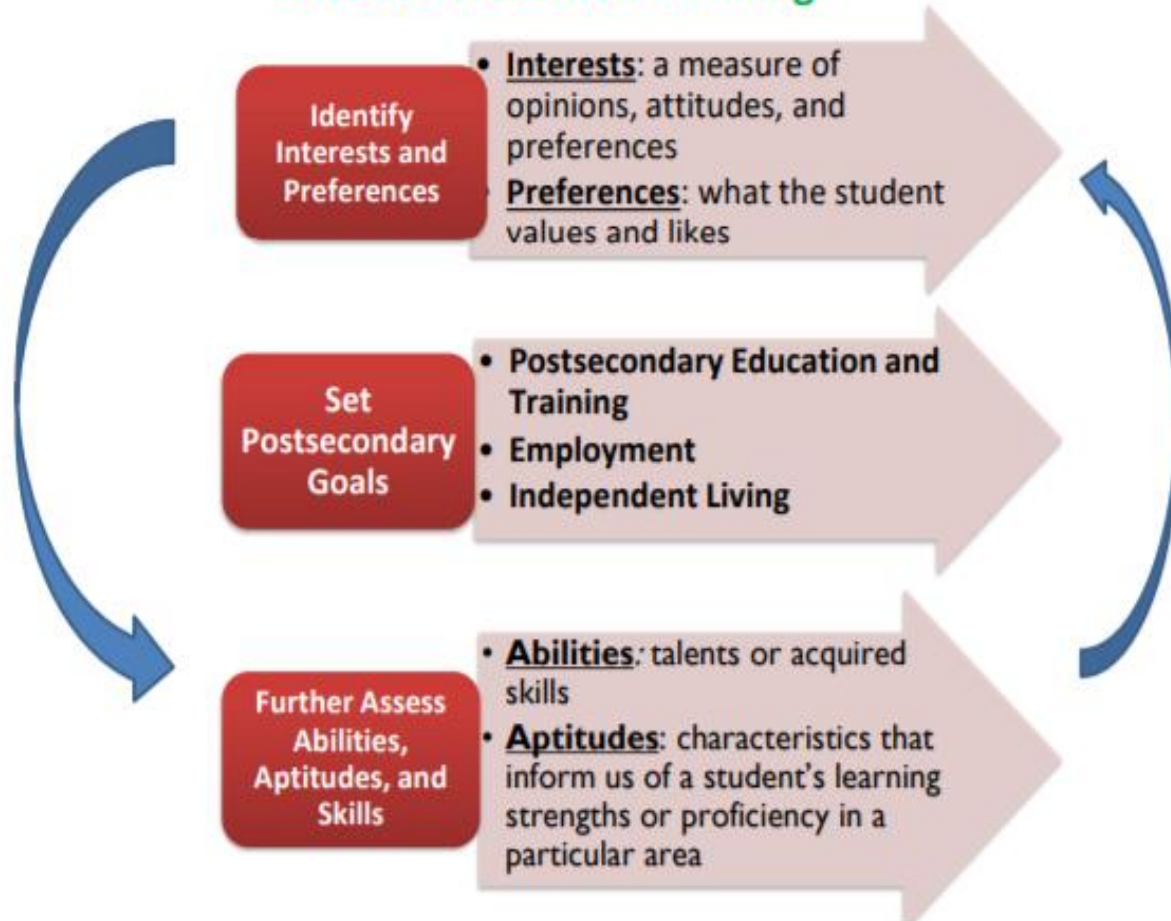 Identify
Interests and
Preferences
• Interests: a measure of
opinions, attitudes, and
preferences
• Preferences: what the student
values and likes
Set
Postsecondary
Goals
• Postsecondary Education and
Training
• Employment
• Independent Living
Further Assess
Abilities,
Aptitudes, and
Skills
• Abilities: talents or acquired
skills
• Aptitudes: characteristics that
inform us of a student's learning
strengths or proficiency in a
particular area